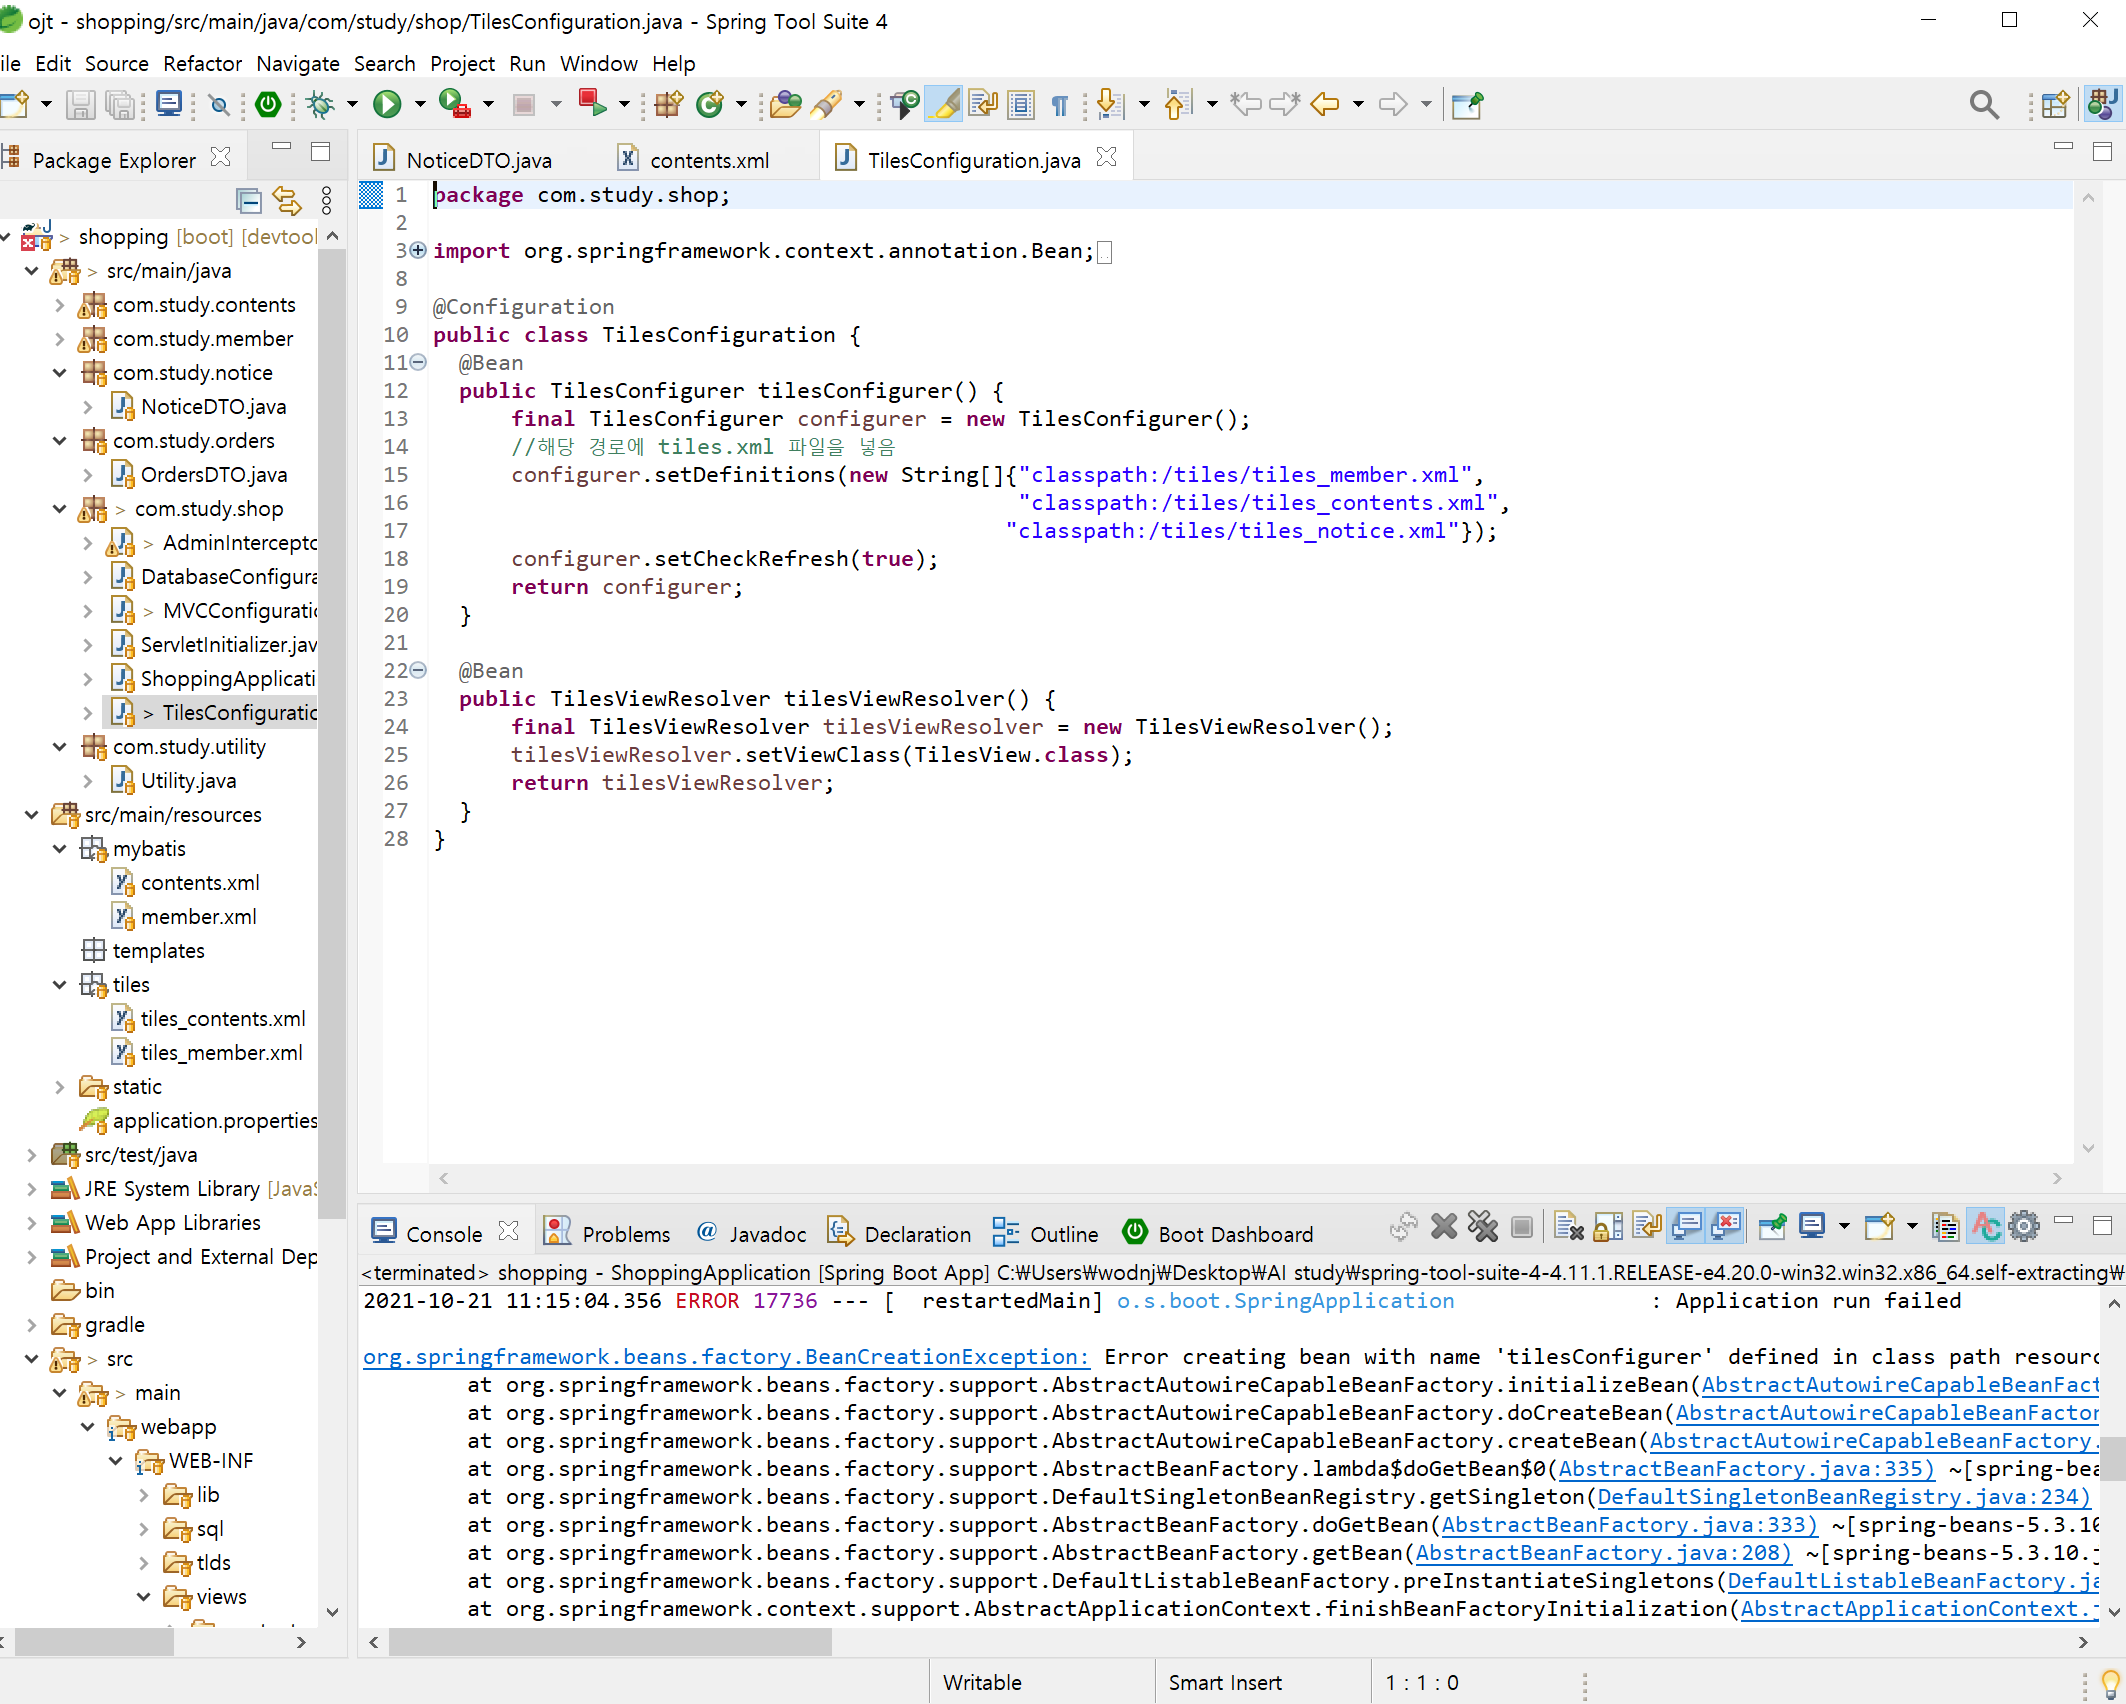 ojt - shopping/src/main/java/com/study/shop/TilesConfiguration.java - Spring Tool Suite 4
ile Edit Source Refactor Navigate Search Project Run Window Help
Package Explorer
NoticeDTO.java contents.xml TilesConfiguration.java
> shopping [boot] [devtool
> src/main/java
com.study.contents
com.study.member
com.study.notice
NoticeDTO.java
com.study.orders
OrdersDTO.java
> com.study.shop
> AdminIntercepto
DatabaseConfigura
> MVCConfiguratic
ServletInitializer.jav
ShoppingApplicati
> TilesConfiguratic
com.study.utility
Utility.java
src/main/resources
mybatis
contents.xml
member.xml
templates
tiles
tiles_contents.xml
tiles_member.xml
static
application.properties
src/test/java
JRE System Library [JavaS
Web App Libraries
Project and External Dep
bin
gradle
> src
> main
webapp
WEB-INF
lib
sql
tlds
views
1 package com.study.shop;
2
3 import org.springframework.context.annotation.Bean;
8
9 @Configuration
10 public class TilesConfiguration {
11 @Bean
12 public TilesConfigurer tilesConfigurer() {
13 final TilesConfigurer configurer = new TilesConfigurer();
14 //해당 경로에 tiles.xml 파일을 넣음
15 configurer.setDefinitions(new String[]{"classpath:/tiles/tiles_member.xml",
16 "classpath:/tiles/tiles_contents.xml",
17 "classpath:/tiles/tiles_notice.xml"});
18 configurer.setCheckRefresh(true);
19 return configurer;
20 }
21
22 @Bean
23 public TilesViewResolver tilesViewResolver() {
24 final TilesViewResolver tilesViewResolver = new TilesViewResolver();
25 tilesViewResolver.setViewClass(TilesView.class);
26 return tilesViewResolver;
27 }
28 }
Console Problems @ Javadoc Declaration Outline Boot Dashboard
<terminated> shopping - ShoppingApplication [Spring Boot App] C:₩Users₩wodnj₩Desktop₩AI study₩spring-tool-suite-4-4.11.1.RELEASE-e4.20.0-win32.win32.x86_64.self-extracting₩
2021-10-21 11:15:04.356 ERROR 17736 --- [ restartedMain] o.s.boot.SpringApplication : Application run failed
org.springframework.beans.factory.BeanCreationException: Error creating bean with name 'tilesConfigurer' defined in class path resourc
at org.springframework.beans.factory.support.AbstractAutowireCapableBeanFactory.initializeBean(AbstractAutowireCapableBeanFact
at org.springframework.beans.factory.support.AbstractAutowireCapableBeanFactory.doCreateBean(AbstractAutowireCapableBeanFactor
at org.springframework.beans.factory.support.AbstractAutowireCapableBeanFactory.createBean(AbstractAutowireCapableBeanFactory.
at org.springframework.beans.factory.support.AbstractBeanFactory.lambda$doGetBean$0(AbstractBeanFactory.java:335) ~[spring-bea
at org.springframework.beans.factory.support.DefaultSingletonBeanRegistry.getSingleton(DefaultSingletonBeanRegistry.java:234)
at org.springframework.beans.factory.support.AbstractBeanFactory.doGetBean(AbstractBeanFactory.java:333) ~[spring-beans-5.3.10
at org.springframework.beans.factory.support.AbstractBeanFactory.getBean(AbstractBeanFactory.java:208) ~[spring-beans-5.3.10.j
at org.springframework.beans.factory.support.DefaultListableBeanFactory.preInstantiateSingletons(DefaultListableBeanFactory.ja
at org.springframework.context.support.AbstractApplicationContext.finishBeanFactoryInitialization(AbstractApplicationContext.j
Writable Smart Insert 1 : 1 : 0